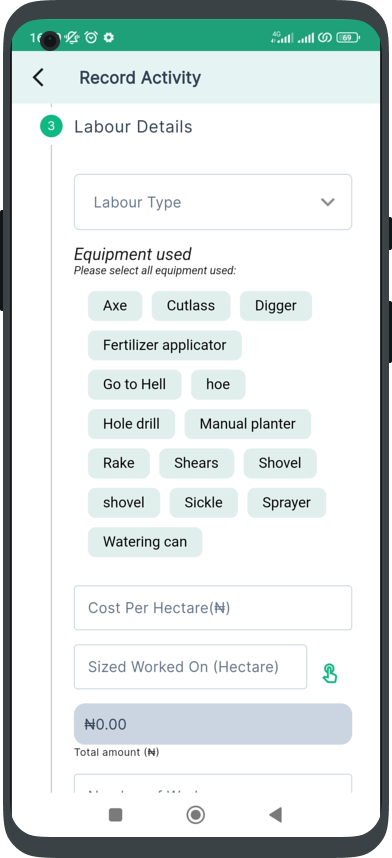 4G
69
Record Activity
3 Labour Details
Labour Type
Equipment used
Please select all equipment used:
Axe Cutlass Digger
Fertilizer applicator
Go to Hell hoe
Hole drill Manual planter
Rake Shears Shovel
shovel Sickle Sprayer
Watering can
Cost Per Hectare(₦)
Sized Worked On (Hectare)
₦0.00
Total amount (₦)